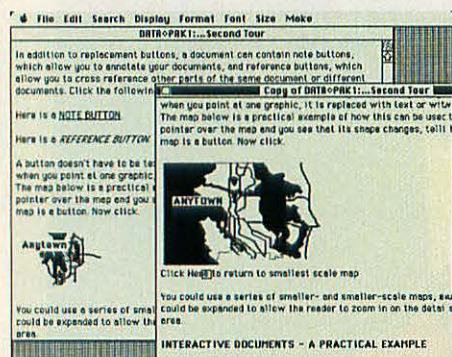 File Edit Search Display Format Font Size Make
DATA◇PAK1:...Second Tour
In addition to replacement buttons, a document can contain note buttons,
which allow you to annotate your documents, and reference buttons, which
allow you to cross reference other parts of the same document or different
documents. Click the followin
Here is a NOTE BUTTON
Here is a REFERENCE BUTTON
A button doesn't have to be te
when you point at one graphic,
The map below is a practical e
pointer over the map and you s
map is a button. Now click.
Anytown
You could use a series of smal
could be expanded to allow the
area
Copy of DATA◇PAK1:...Second Tour
when you point at one graphic, it is replaced with text or
The map below is a practical example of how this can be used
pointer over the map and you see that its shape changes,
map is a button. Now click.
ANYTOWN
Click Here to return to smallest scale map
You could use a series of smaller- and smaller-scale maps,
could be expanded to allow the reader to zoom in on the detail
area.
INTERACTIVE DOCUMENTS - A PRACTICAL EXAMPLE